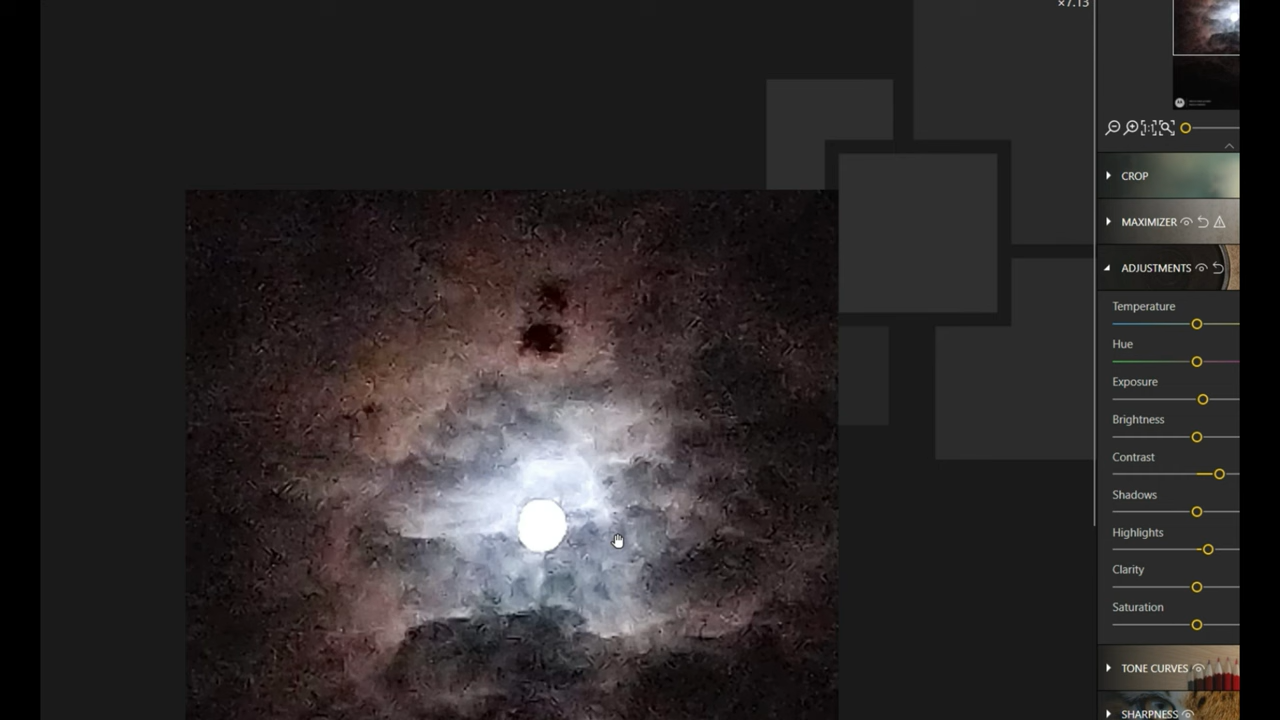 ×7.13
CROP
MAXIMIZER
ADJUSTMENTS
Temperature
Hue
Exposure
Brightness
Contrast
Shadows
Highlights
Clarity
Saturation
TONE CURVES
SHARPNESS